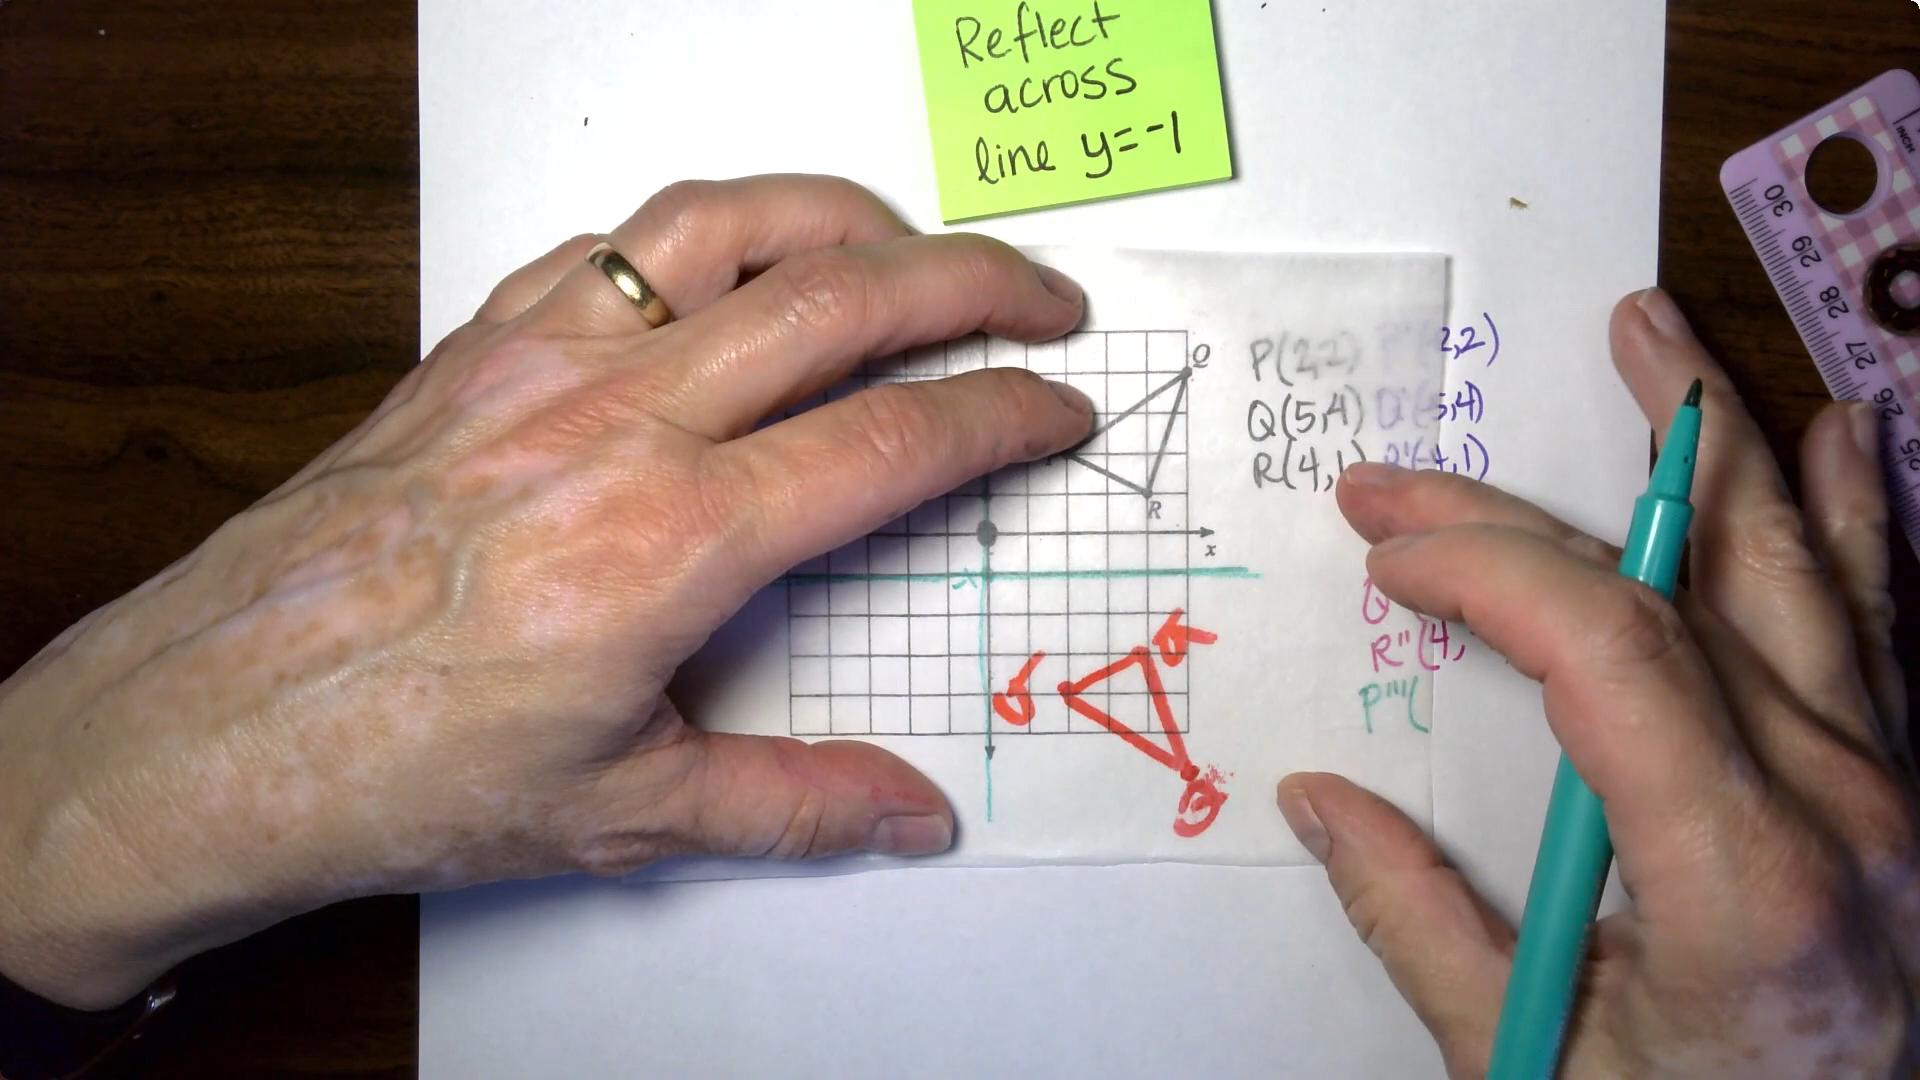 Reflect
across
line y=-1
Q
P(2,2) 2,2)
Q(5,4) Q'(-5,4)
R(4,1) R'(-4,1)
R
x
Q
R"(4,
P'''(
INCH
30
29
28
27
26
25